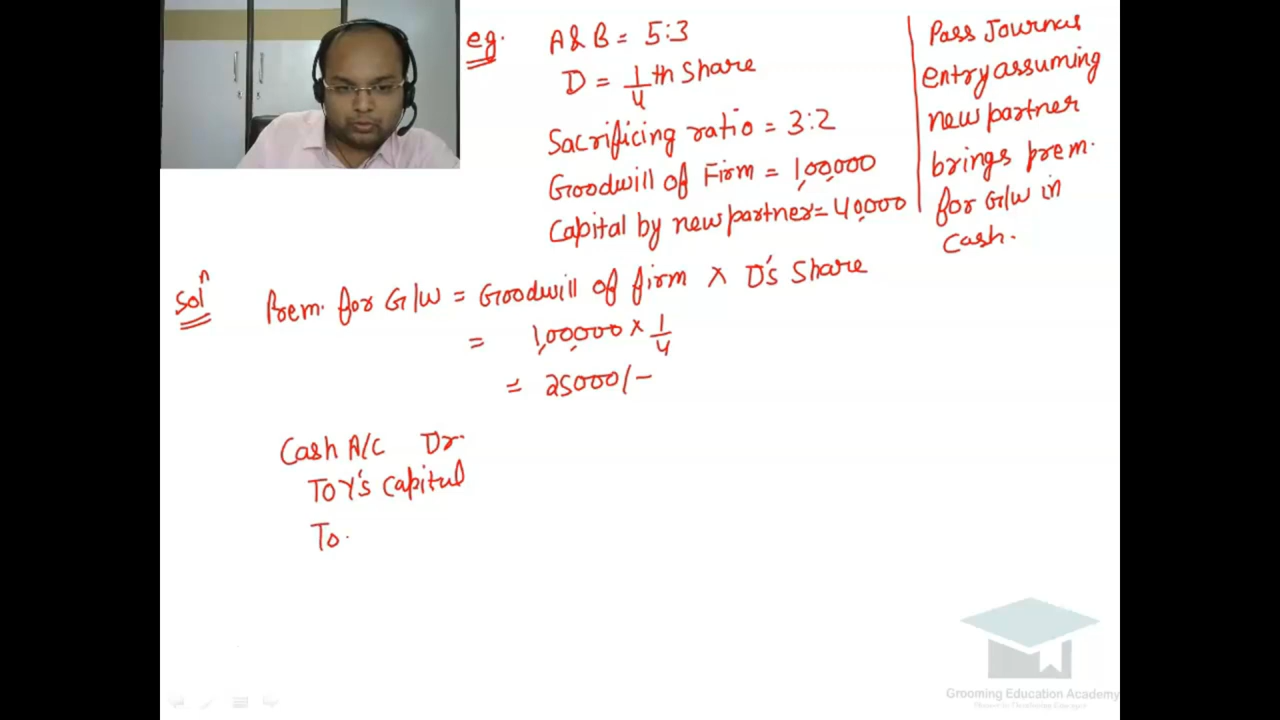 eg. A & B = 5:3
D = 1/4 th Share
Sacrificing ratio = 3:2
Goodwill of Firm = 1,00,000
Capital by new partner = 40,000
Pass Journal
entry assuming
new partner
brings prem.
for G/W in
Cash.
Solⁿ Prem. for G/W = Goodwill of firm × D's Share
= 1,00,000 × 1/4
= 25000/-
Cash A/C Dr.
To Y's Capital
To
Grooming Education Academy